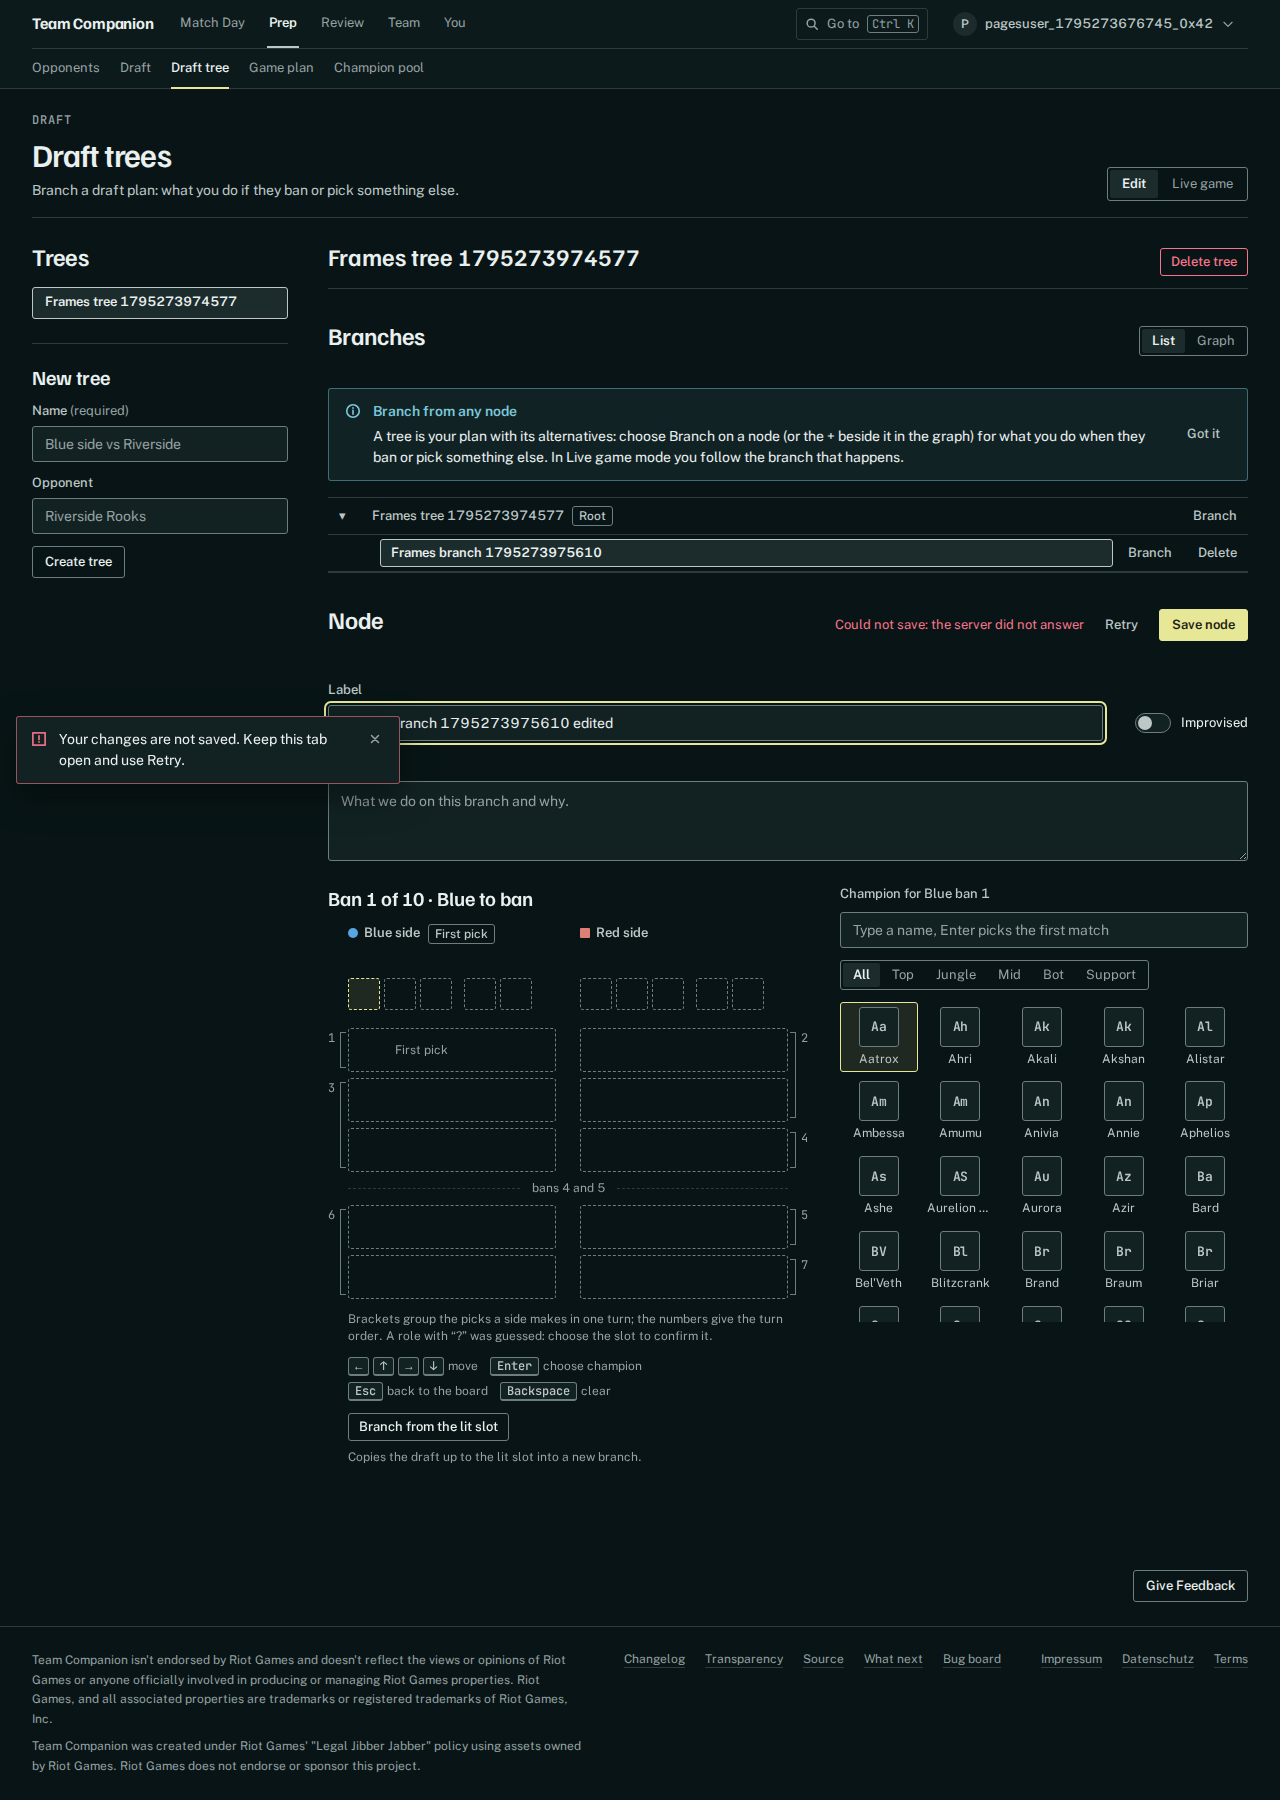 Team Companion
Match Day
Prep
Review
Team
You
Go to
Ctrl K
P
pagesuser_1795273676745_0x42
Opponents
Draft
Draft tree
Game plan
Champion pool
DRAFT
Draft trees
Branch a draft plan: what you do if they ban or pick something else.
Edit
Live game
Trees
Frames tree 1795273974577
New tree
Name (required)
Blue side vs Riverside
Opponent
Riverside Rooks
Create tree
Frames tree 1795273974577
Delete tree
Branches
List
Graph
Branch from any node
A tree is your plan with its alternatives: choose Branch on a node (or the + beside it in the graph) for what you do when they
ban or pick something else. In Live game mode you follow the branch that happens.
Got it
Frames tree 1795273974577
Root
Branch
Frames branch 1795273975610
Branch
Delete
Node
Could not save: the server did not answer
Retry
Save node
Label
ranch 1795273975610 edited
Improvised
Your changes are not saved. Keep this tab
open and use Retry.
What we do on this branch and why.
Ban 1 of 10 · Blue to ban
Blue side
First pick
Red side
1
First pick
2
3
4
bans 4 and 5
6
5
7
Brackets group the picks a side makes in one turn; the numbers give the turn
order. A role with “?” was guessed: choose the slot to confirm it.
← ↑ → ↓ move
Enter choose champion
Esc back to the board
Backspace clear
Branch from the lit slot
Copies the draft up to the lit slot into a new branch.
Champion for Blue ban 1
Type a name, Enter picks the first match
All
Top
Jungle
Mid
Bot
Support
Aa
Ah
Ak
Ak
Al
Aatrox
Ahri
Akali
Akshan
Alistar
Am
Am
An
An
Ap
Ambessa
Amumu
Anivia
Annie
Aphelios
As
AS
Au
Az
Ba
Ashe
Aurelion ...
Aurora
Azir
Bard
BV
Bl
Br
Br
Br
Bel'Veth
Blitzcrank
Brand
Braum
Briar
Give Feedback
Team Companion isn't endorsed by Riot Games and doesn't reflect the views or opinions of Riot
Games or anyone officially involved in producing or managing Riot Games properties. Riot
Games, and all associated properties are trademarks or registered trademarks of Riot Games,
Inc.
Team Companion was created under Riot Games' "Legal Jibber Jabber" policy using assets owned
by Riot Games. Riot Games does not endorse or sponsor this project.
Changelog
Transparency
Source
What next
Bug board
Impressum
Datenschutz
Terms